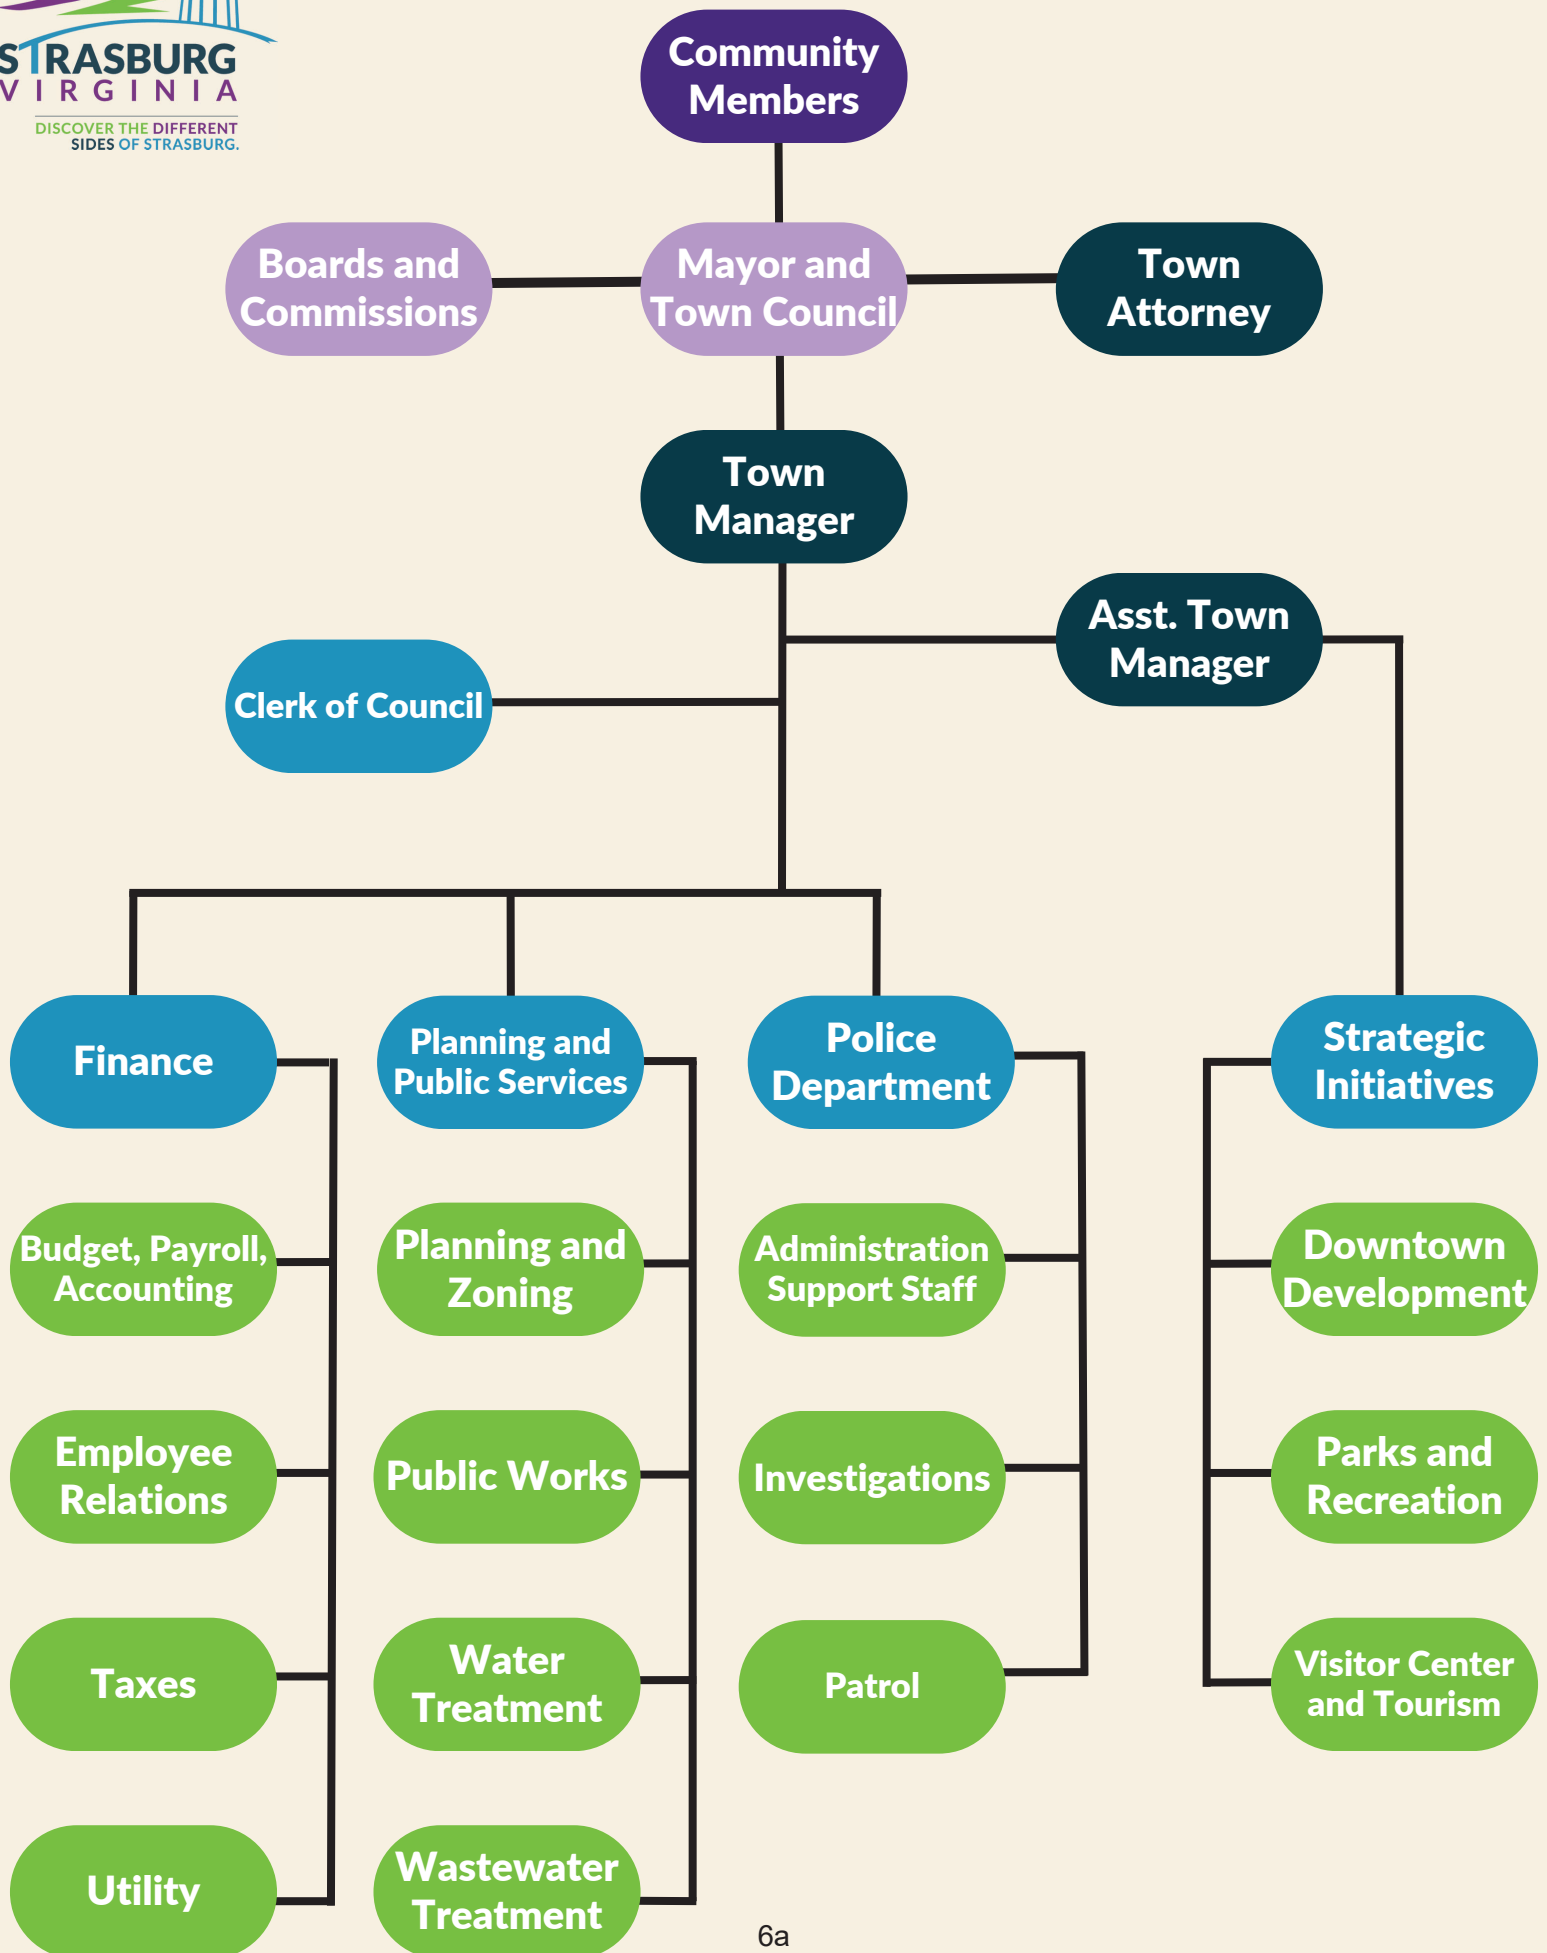 STRASBURG
VIRGINIA
DISCOVER THE DIFFERENT
SIDES OF STRASBURG.
Community
Members
Boards and
Commissions
Mayor and
Town Council
Town
Attorney
Town
Manager
Asst. Town
Manager
Clerk of Council
Finance
Planning and
Public Services
Police
Department
Strategic
Initiatives
Budget, Payroll,
Accounting
Planning and
Zoning
Administration
Support Staff
Downtown
Development
Employee
Relations
Public Works
Investigations
Parks and
Recreation
Taxes
Water
Treatment
Patrol
Visitor Center
and Tourism
Utility
Wastewater
Treatment
6a